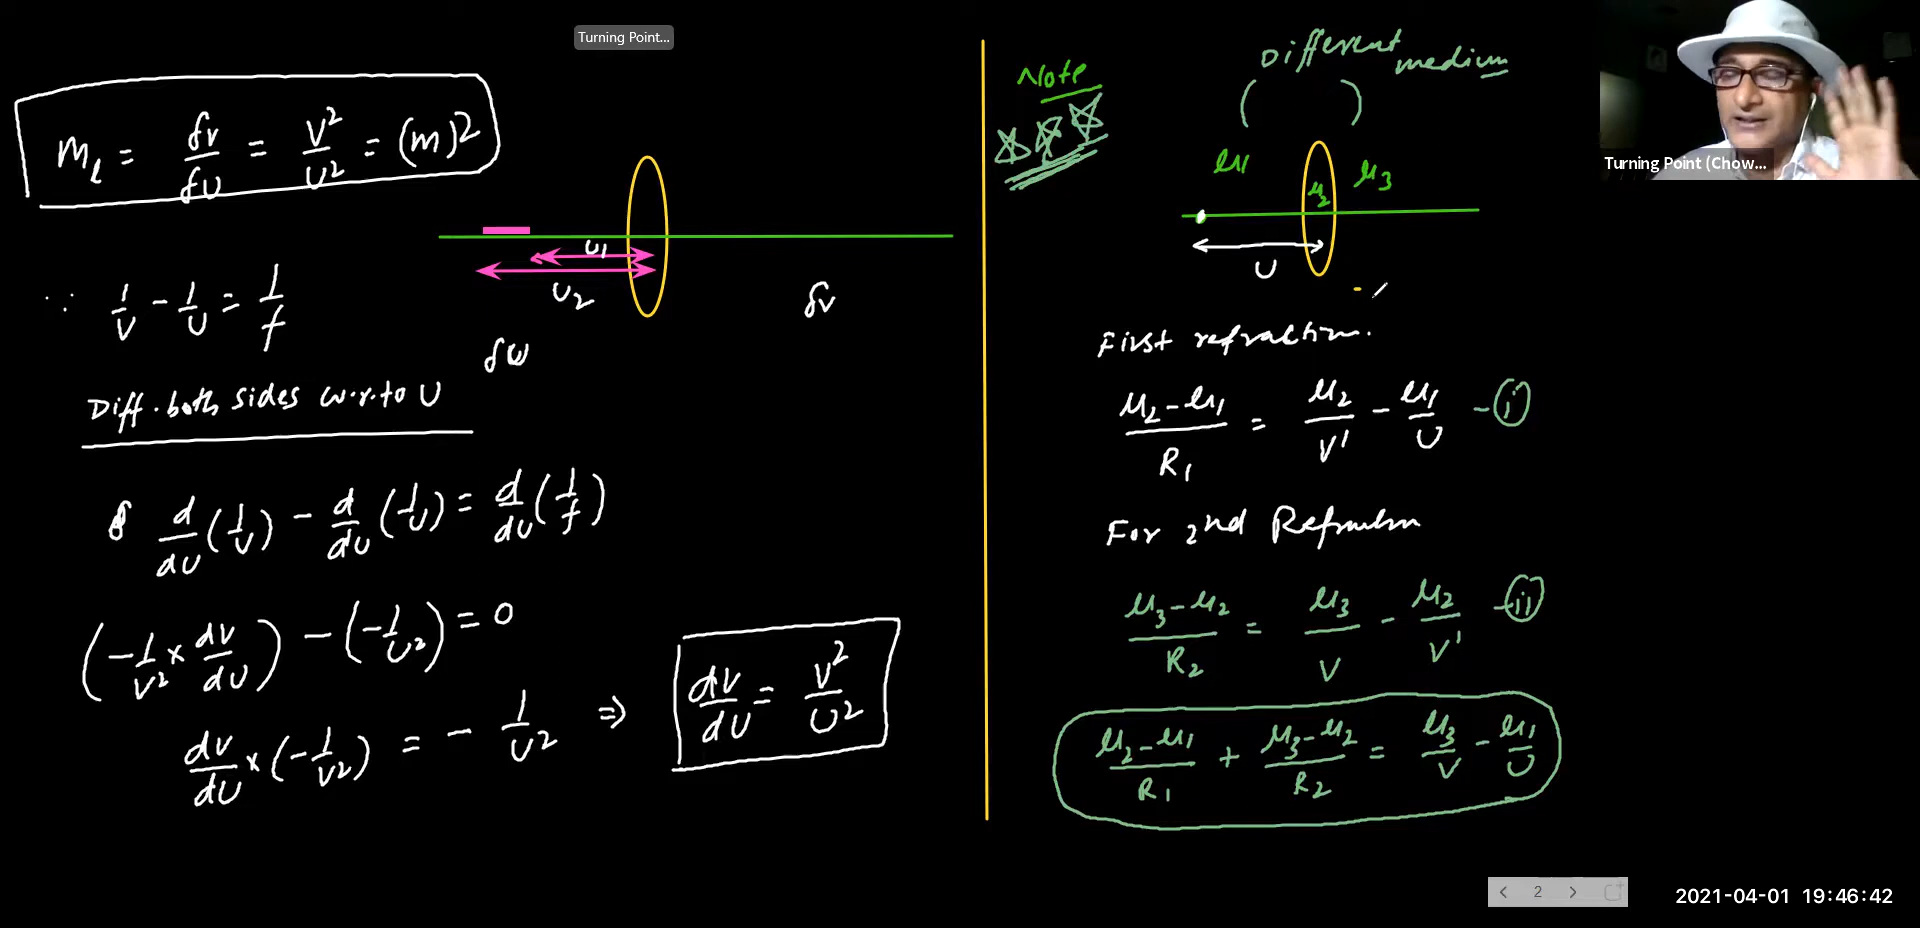 Turning Point...
m_l = δv/δu = v²/u² = (m)²
u₁
u₂
δv
δu
∵ 1/v - 1/u = 1/f
Diff. both sides w.r.to u
d/du (1/v) - d/du (1/u) = d/du (1/f)
(-1/v² × dv/du) - (-1/u²) = 0
dv/du × (-1/v²) = - 1/u² ⇒ dv/du = v²/u²
Note
Different medium
μ₁ μ₂ μ₃
u
First refraction.
(μ₂-μ₁)/R₁ = μ₂/v' - μ₁/u - (i)
For 2nd Refraction
(μ₃-μ₂)/R₂ = μ₃/v - μ₂/v' - (ii)
(μ₂-μ₁)/R₁ + (μ₃-μ₂)/R₂ = μ₃/v - μ₁/u
Turning Point (Chow...
2
2021-04-01 19:46:42